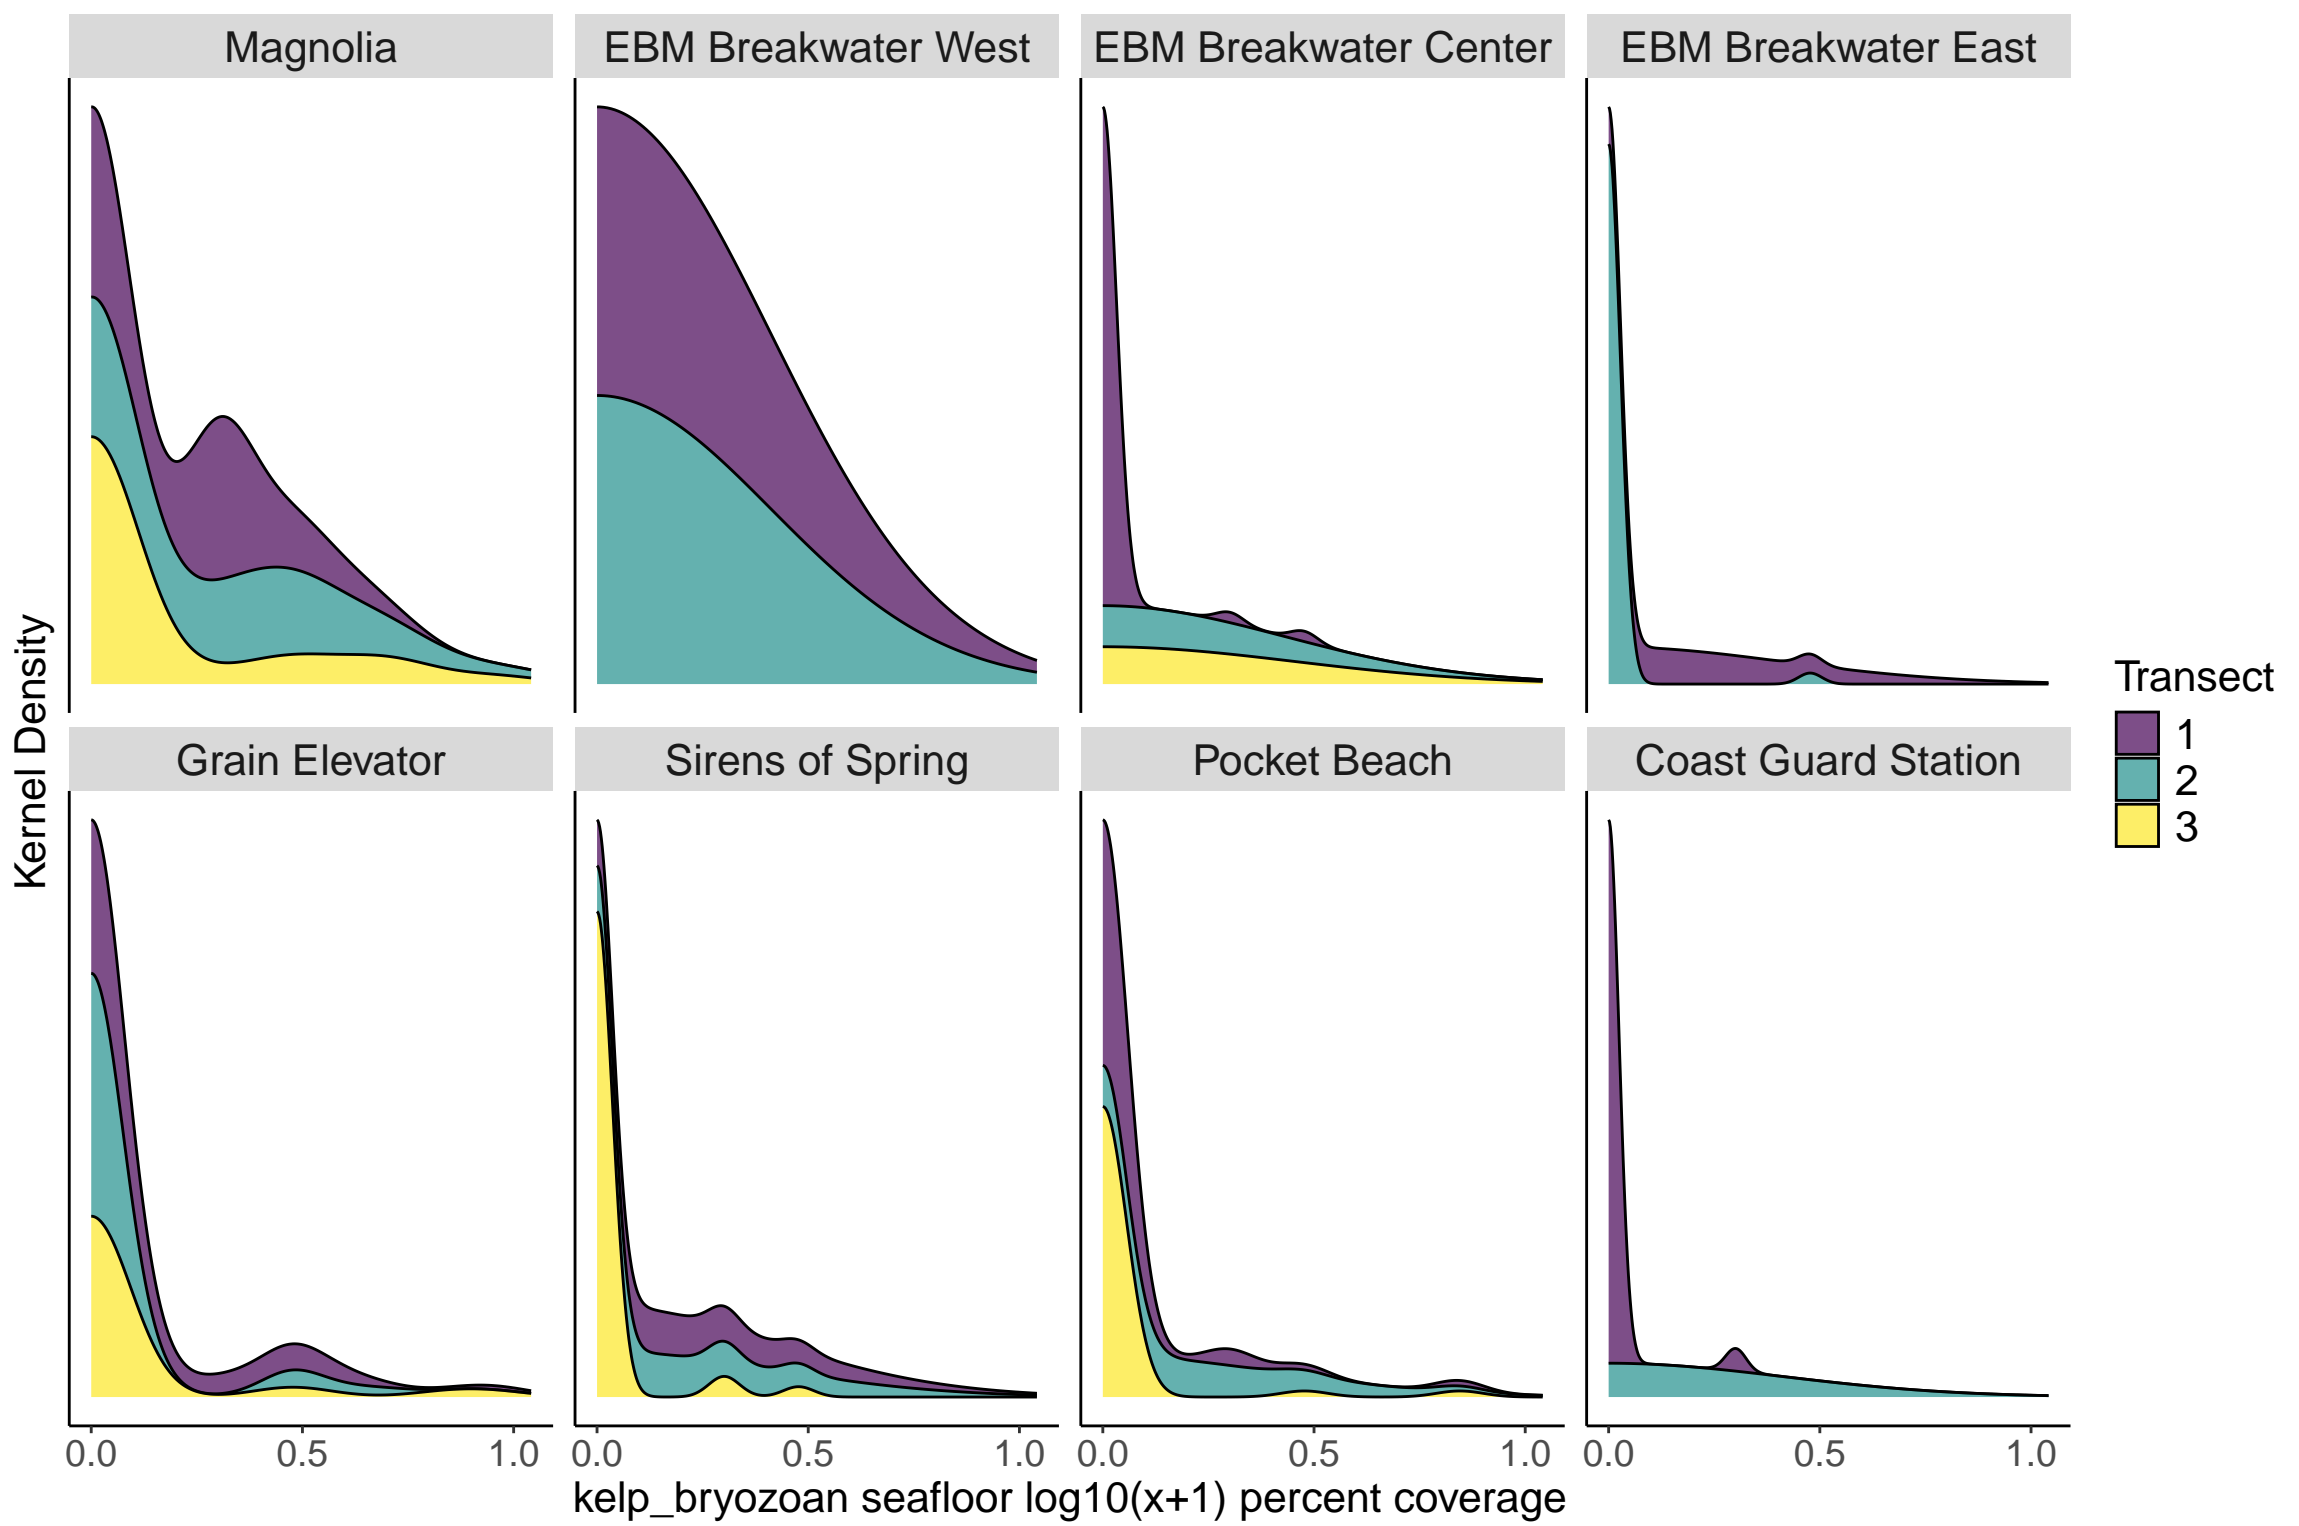 Magnolia
EBM Breakwater West
EBM Breakwater Center
EBM Breakwater East
Kernel Density
Grain Elevator
Sirens of Spring
Pocket Beach
Coast Guard Station
Transect
1
2
3
0.0 0.5 1.0
0.0 0.5 1.0
0.0 0.5 1.0
0.0 0.5 1.0
kelp_bryozoan seafloor log10(x+1) percent coverage